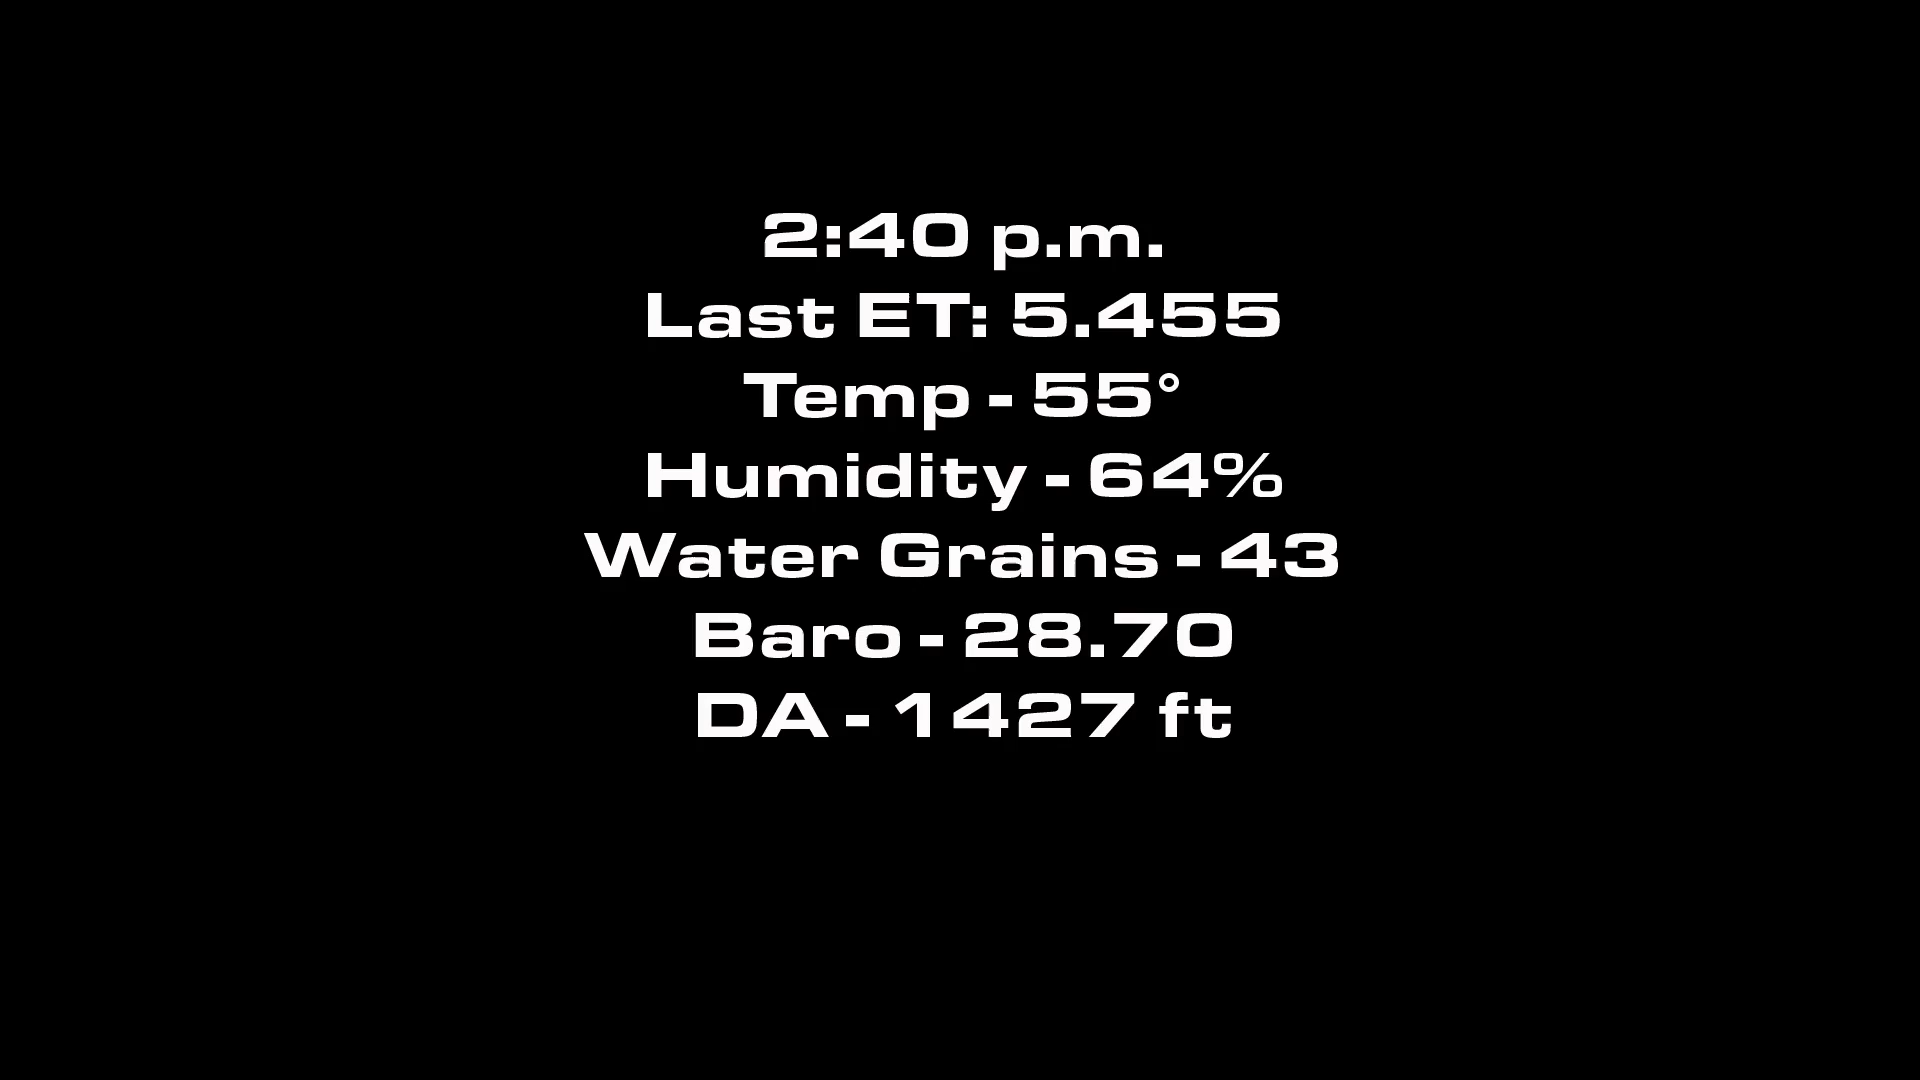 2:40 p.m.
Last ET: 5.455
Temp - 55°
Humidity - 64%
Water Grains - 43
Baro - 28.70
DA - 1427 ft